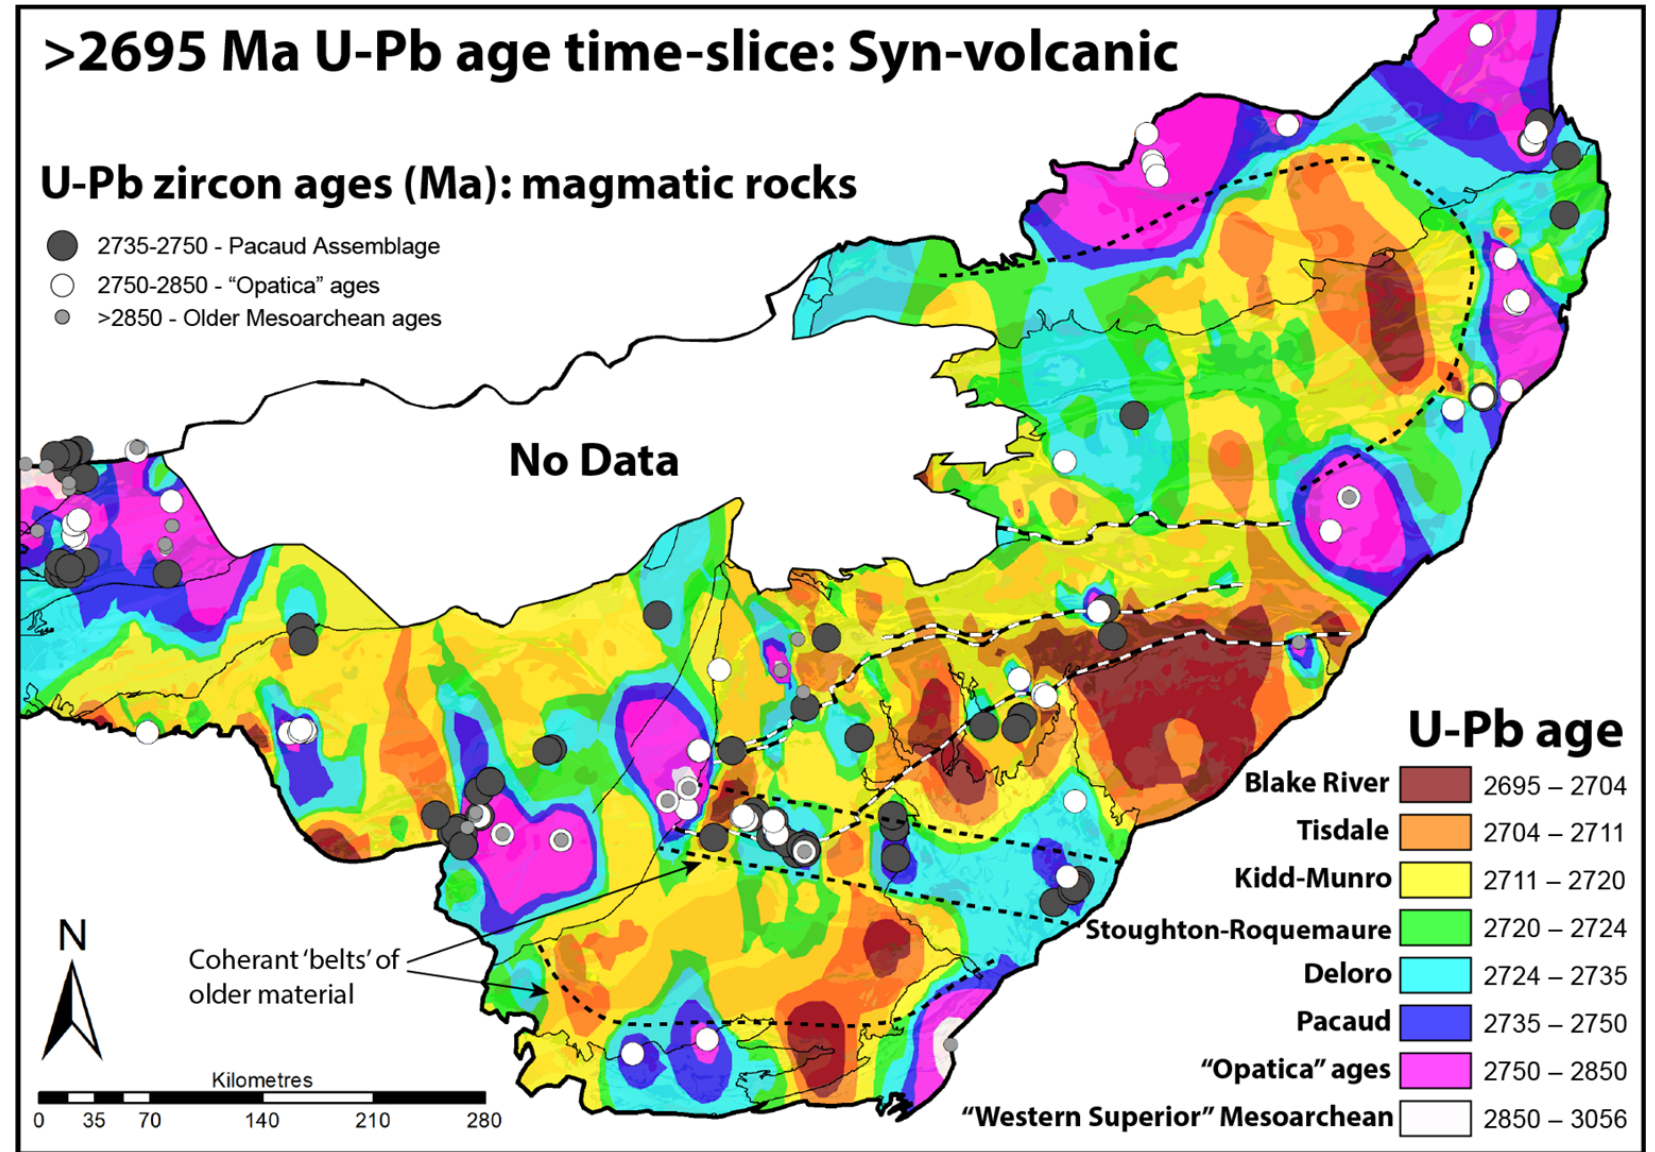 >2695 Ma U-Pb age time-slice: Syn-volcanic
U-Pb zircon ages (Ma): magmatic rocks
2735-2750 - Pacaud Assemblage
2750-2850 - “Opatica” ages
>2850 - Older Mesoarchean ages
No Data
Coherant ‘belts’ of
older material
N
Kilometres
0 35 70 140 210 280
U-Pb age
Blake River 2695 – 2704
Tisdale 2704 – 2711
Kidd-Munro 2711 – 2720
Stoughton-Roquemaure 2720 – 2724
Deloro 2724 – 2735
Pacaud 2735 – 2750
“Opatica” ages 2750 – 2850
“Western Superior” Mesoarchean 2850 – 3056